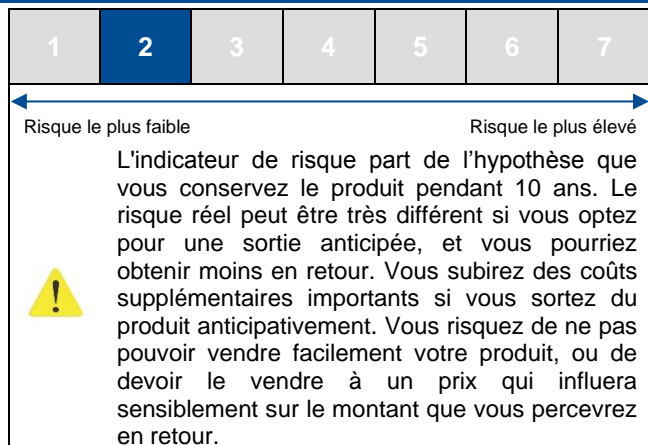 1 2 3 4 5 6 7
Risque le plus faible Risque le plus élevé
L'indicateur de risque part de l’hypothèse que
vous conservez le produit pendant 10 ans. Le
risque réel peut être très différent si vous optez
pour une sortie anticipée, et vous pourriez
obtenir moins en retour. Vous subirez des coûts
supplémentaires importants si vous sortez du
produit anticipativement. Vous risquez de ne pas
pouvoir vendre facilement votre produit, ou de
devoir le vendre à un prix qui influera
sensiblement sur le montant que vous percevrez
en retour.